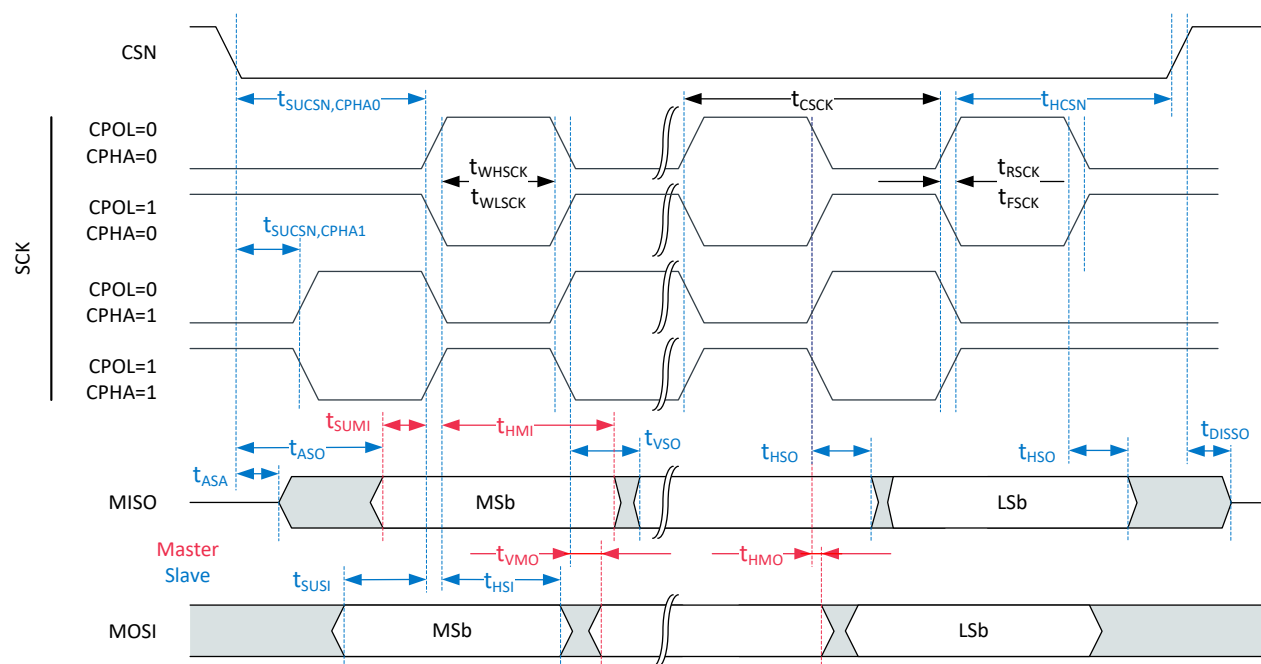 CSN
tSUCSN,CPHA0
tCSCK
tHCSN
CPOL=0
CPHA=0
tWHSCK
tRSCK
tWLSCK
tFSCK
CPOL=1
CPHA=0
tSUCSN,CPHA1
SCK
CPOL=0
CPHA=1
CPOL=1
CPHA=1
tSUMI
tHMI
tASO
tVSO
tHSO
tHSO
tDISSO
tASA
MISO
MSb
LSb
Master
Slave
tVMO
tHMO
tSUSI
tHSI
MOSI
MSb
LSb